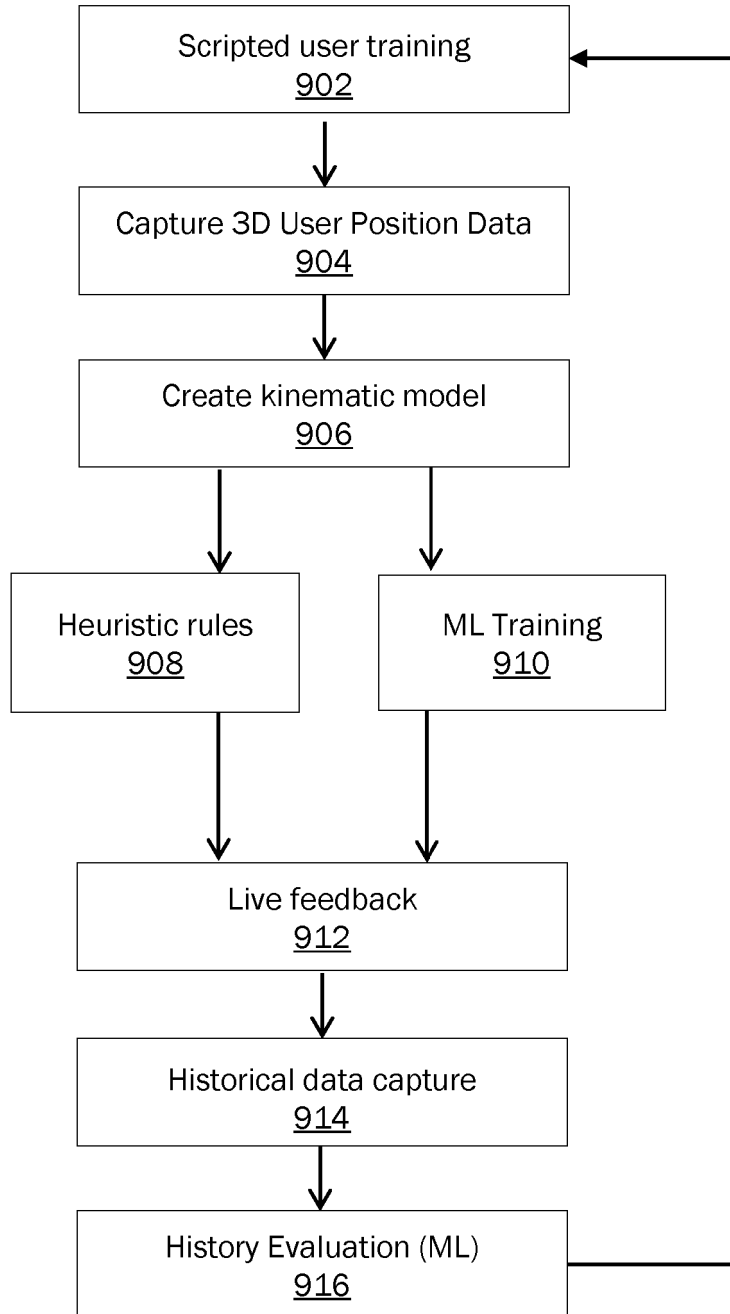 Scripted user training
902
Capture 3D User Position Data
904
Create kinematic model
906
Heuristic rules
908
ML Training
910
Live feedback
912
Historical data capture
914
History Evaluation (ML)
916